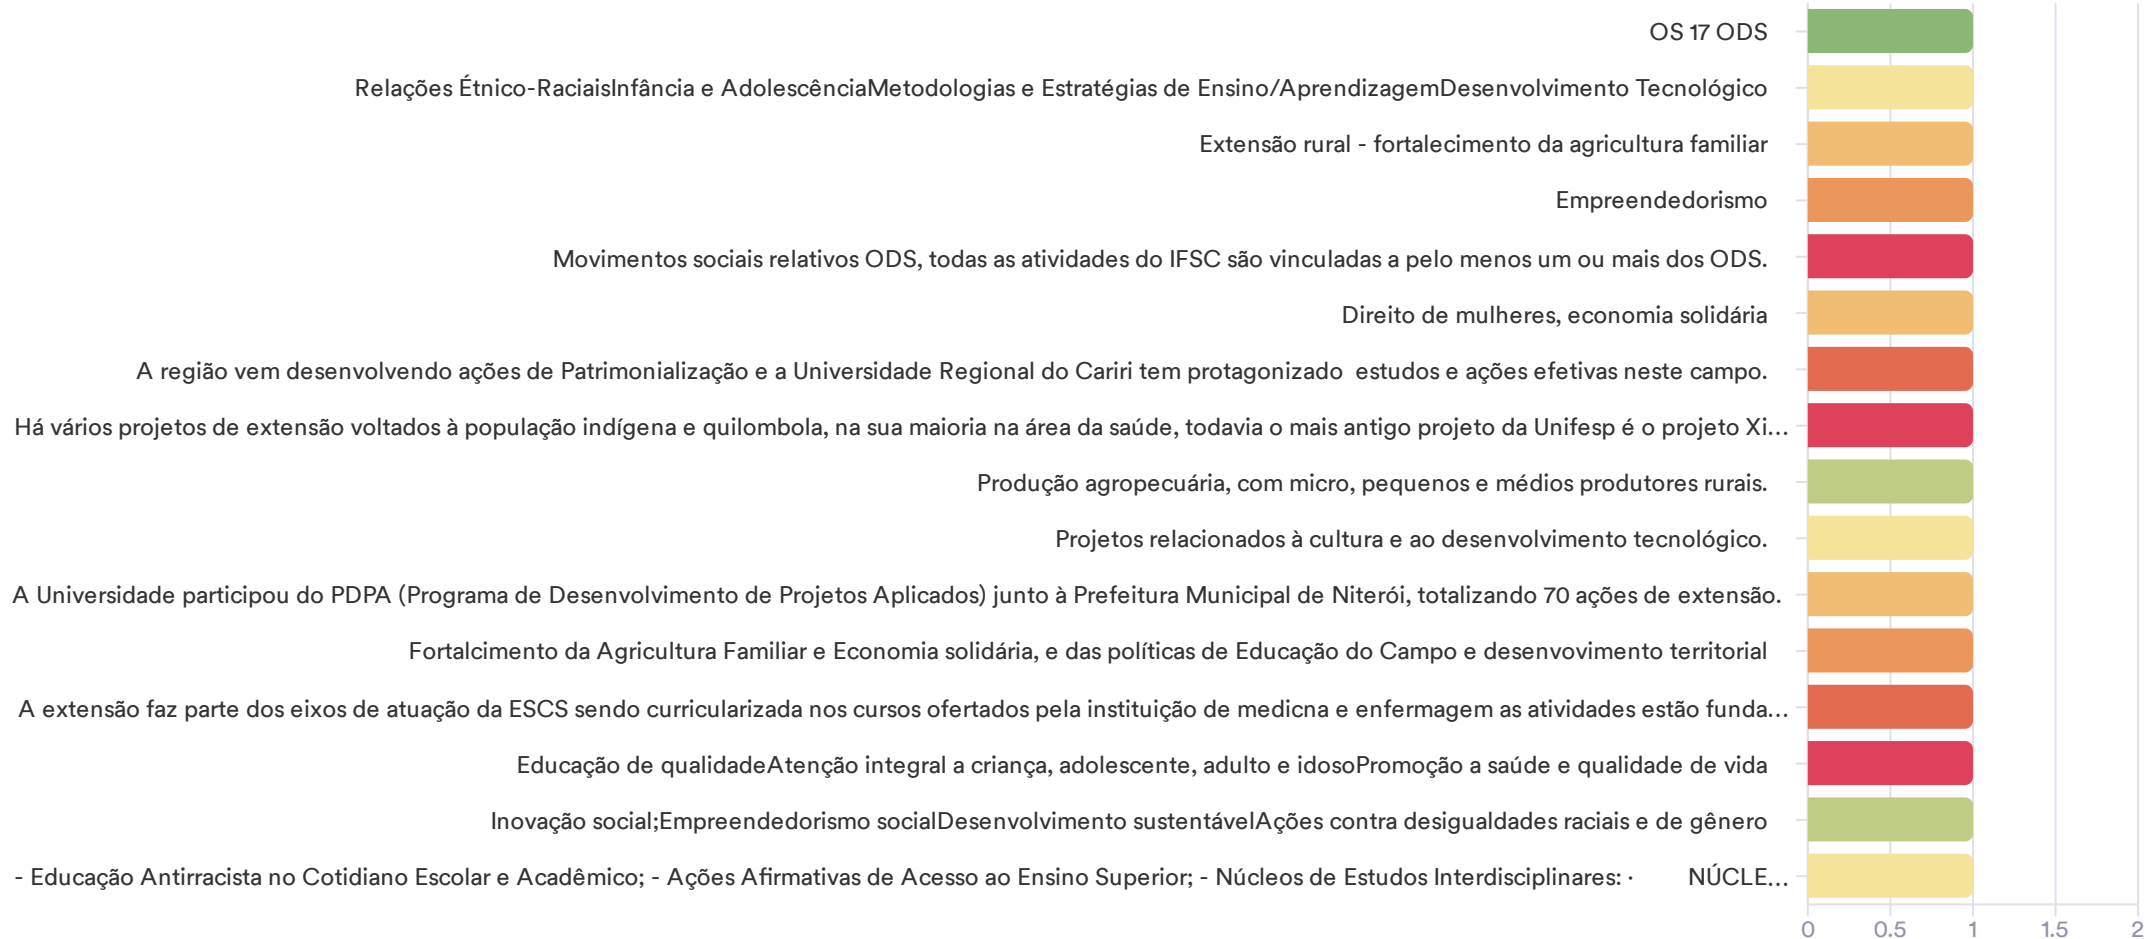 OS 17 ODS
Relações Étnico-RaciaisInfância e AdolescênciaMetodologias e Estratégias de Ensino/AprendizagemDesenvolvimento Tecnológico
Extensão rural - fortalecimento da agricultura familiar
Empreendedorismo
Movimentos sociais relativos ODS, todas as atividades do IFSC são vinculadas a pelo menos um ou mais dos ODS.
Direito de mulheres, economia solidária
A região vem desenvolvendo ações de Patrimonialização e a Universidade Regional do Cariri tem protagonizado  estudos e ações efetivas neste campo.
Há vários projetos de extensão voltados à população indígena e quilombola, na sua maioria na área da saúde, todavia o mais antigo projeto da Unifesp é o projeto Xi...
Produção agropecuária, com micro, pequenos e médios produtores rurais.
Projetos relacionados à cultura e ao desenvolvimento tecnológico.
A Universidade participou do PDPA (Programa de Desenvolvimento de Projetos Aplicados) junto à Prefeitura Municipal de Niterói, totalizando 70 ações de extensão.
Fortalcimento da Agricultura Familiar e Economia solidária, e das políticas de Educação do Campo e desenvovimento territorial
A extensão faz parte dos eixos de atuação da ESCS sendo curricularizada nos cursos ofertados pela instituição de medicna e enfermagem as atividades estão funda...
Educação de qualidadeAtenção integral a criança, adolescente, adulto e idosoPromoção a saúde e qualidade de vida
Inovação social;Empreendedorismo socialDesenvolvimento sustentávelAções contra desigualdades raciais e de gênero
- Educação Antirracista no Cotidiano Escolar e Acadêmico; - Ações Afirmativas de Acesso ao Ensino Superior; - Núcleos de Estudos Interdisciplinares: · NÚCLE...
0 0.5 1 1.5 2